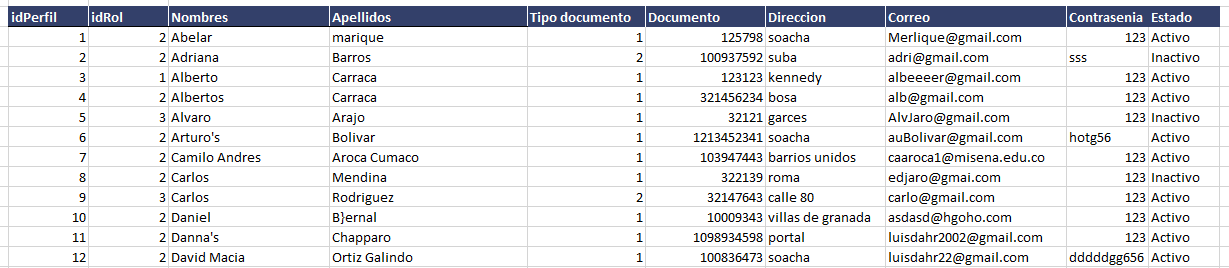 idPerfil idRol Nombres Apellidos Tipo documento Documento Direccion Correo Contrasenia Estado
1 2 Abelar marique 1 125798 soacha Merlique@gmail.com 123 Activo
2 2 Adriana Barros 2 100937592 suba adri@gmail.com sss Inactivo
3 1 Alberto Carraca 1 123123 kennedy albeeeer@gmail.com 123 Activo
4 2 Albertos Carraca 1 321456234 bosa alb@gmail.com 123 Activo
5 3 Alvaro Arajo 1 32121 garces AlvJaro@gmail.com 123 Inactivo
6 2 Arturo's Bolivar 1 1213452341 soacha auBolivar@gmail.com hotg56 Activo
7 2 Camilo Andres Aroca Cumaco 1 103947443 barrios unidos caaroca1@misena.edu.co 123 Activo
8 2 Carlos Mendina 1 322139 roma edjaro@gmai.com 123 Inactivo
9 3 Carlos Rodriguez 2 32147643 calle 80 carlo@gmail.com 123 Activo
10 2 Daniel B}ernal 1 10009343 villas de granada asdasd@hgoho.com 123 Activo
11 2 Danna's Chapparo 1 1098934598 portal luisdahr2002@gmail.com 123 Activo
12 2 David Macia Ortiz Galindo 1 100836473 soacha luisdahr22@gmail.com dddddgg656 Activo